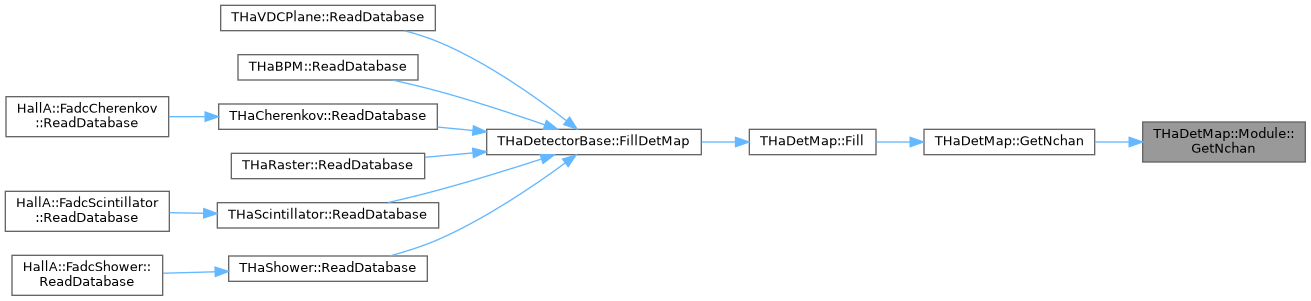 THaVDCPlane::ReadDatabase
THaBPM::ReadDatabase
HallA::FadcCherenkov
::ReadDatabase
THaCherenkov::ReadDatabase
THaRaster::ReadDatabase
HallA::FadcScintillator
::ReadDatabase
THaScintillator::ReadDatabase
HallA::FadcShower::
ReadDatabase
THaShower::ReadDatabase
THaDetectorBase::FillDetMap
THaDetMap::Fill
THaDetMap::GetNchan
THaDetMap::Module::
GetNchan